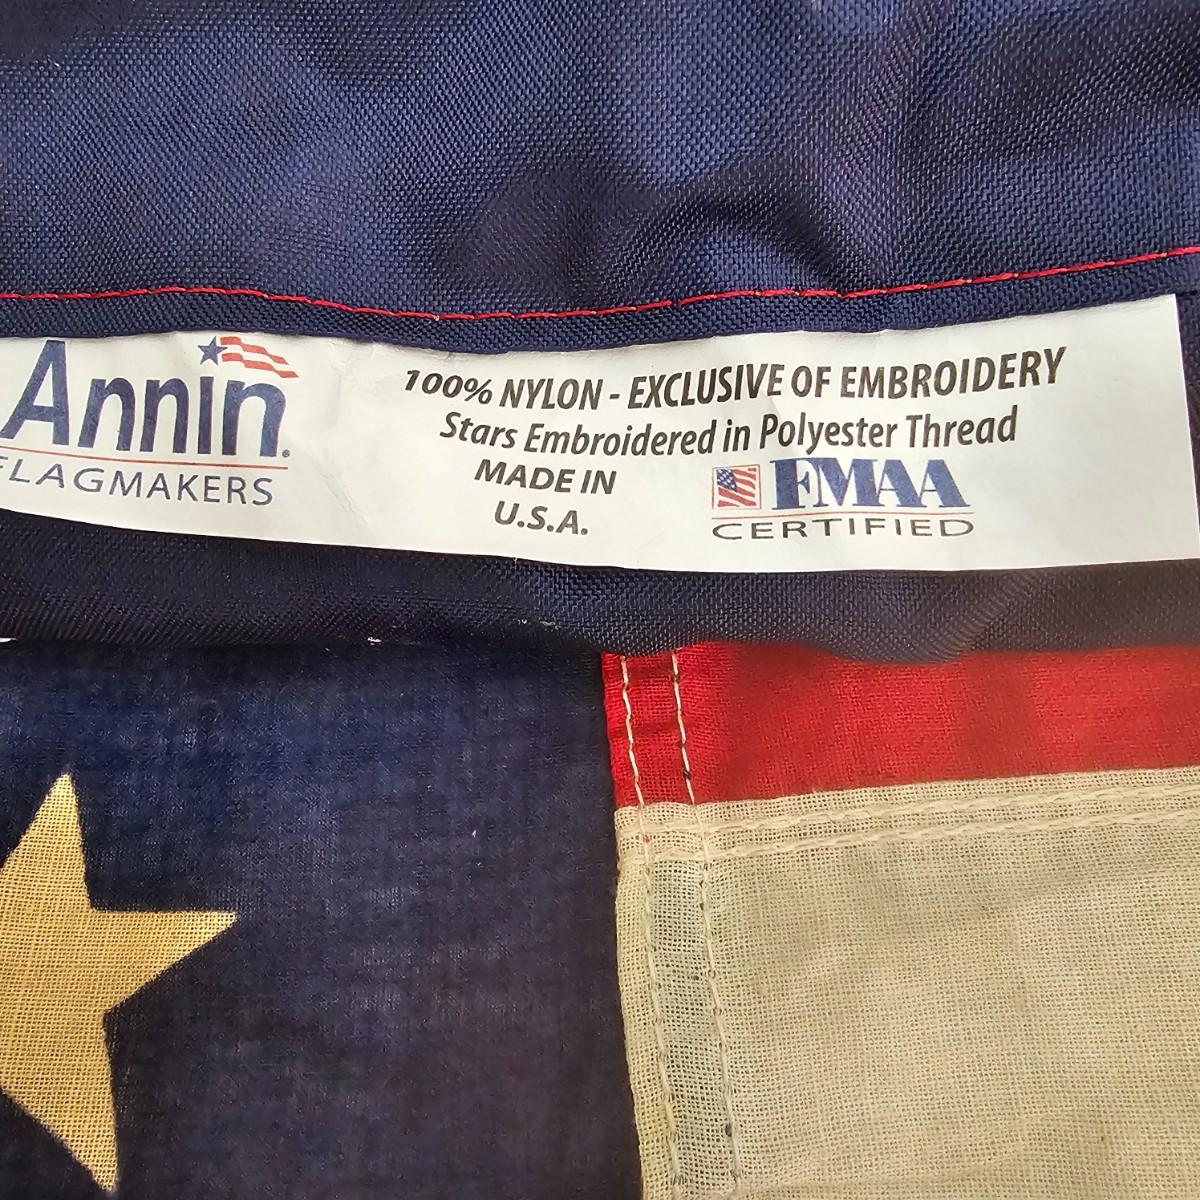 Annin
FLAGMAKERS
100% NYLON - EXCLUSIVE OF EMBROIDERY
Stars Embroidered in Polyester Thread
MADE IN
U.S.A.
FMAA
CERTIFIED